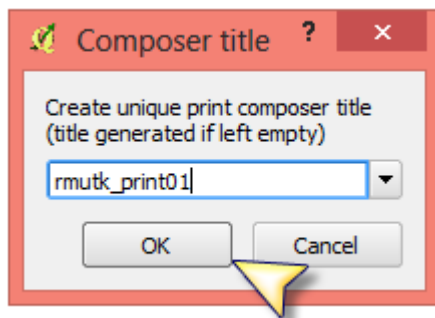 Composer title ? ×
Create unique print composer title
(title generated if left empty)
rmutk_print01
OK Cancel